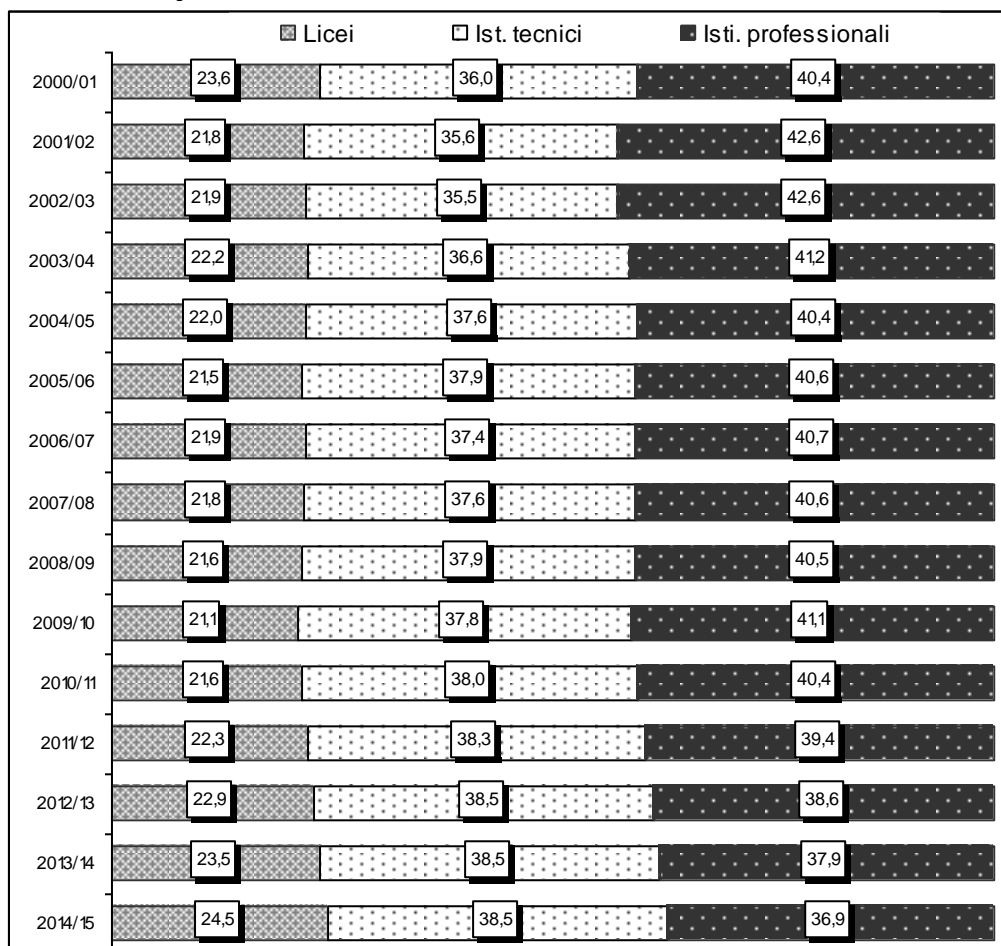 Licei Ist. tecnici Isti. professionali
2000/01 23,6 36,0 40,4
2001/02 21,8 35,6 42,6
2002/03 21,9 35,5 42,6
2003/04 22,2 36,6 41,2
2004/05 22,0 37,6 40,4
2005/06 21,5 37,9 40,6
2006/07 21,9 37,4 40,7
2007/08 21,8 37,6 40,6
2008/09 21,6 37,9 40,5
2009/10 21,1 37,8 41,1
2010/11 21,6 38,0 40,4
2011/12 22,3 38,3 39,4
2012/13 22,9 38,5 38,6
2013/14 23,5 38,5 37,9
2014/15 24,5 38,5 36,9